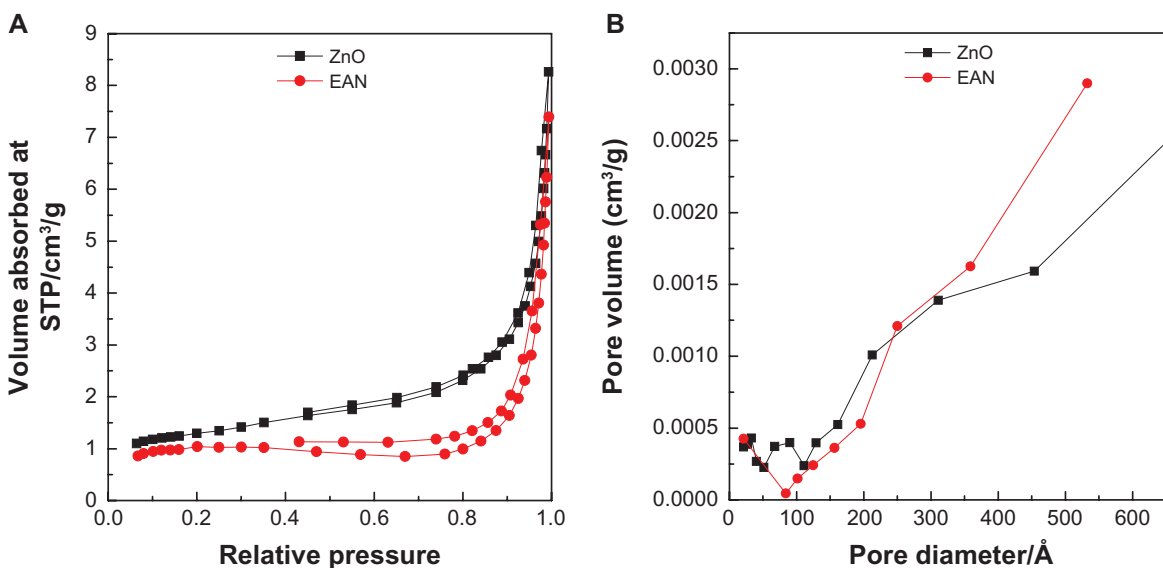 A
ZnO
EAN
Volume absorbed at
STP/cm³/g
9
8
7
6
5
4
3
2
1
0
0.0
0.2
0.4
0.6
0.8
1.0
Relative pressure
B
ZnO
EAN
Pore volume (cm³/g)
0.0030
0.0025
0.0020
0.0015
0.0010
0.0005
0.0000
0
100
200
300
400
500
600
Pore diameter/Å